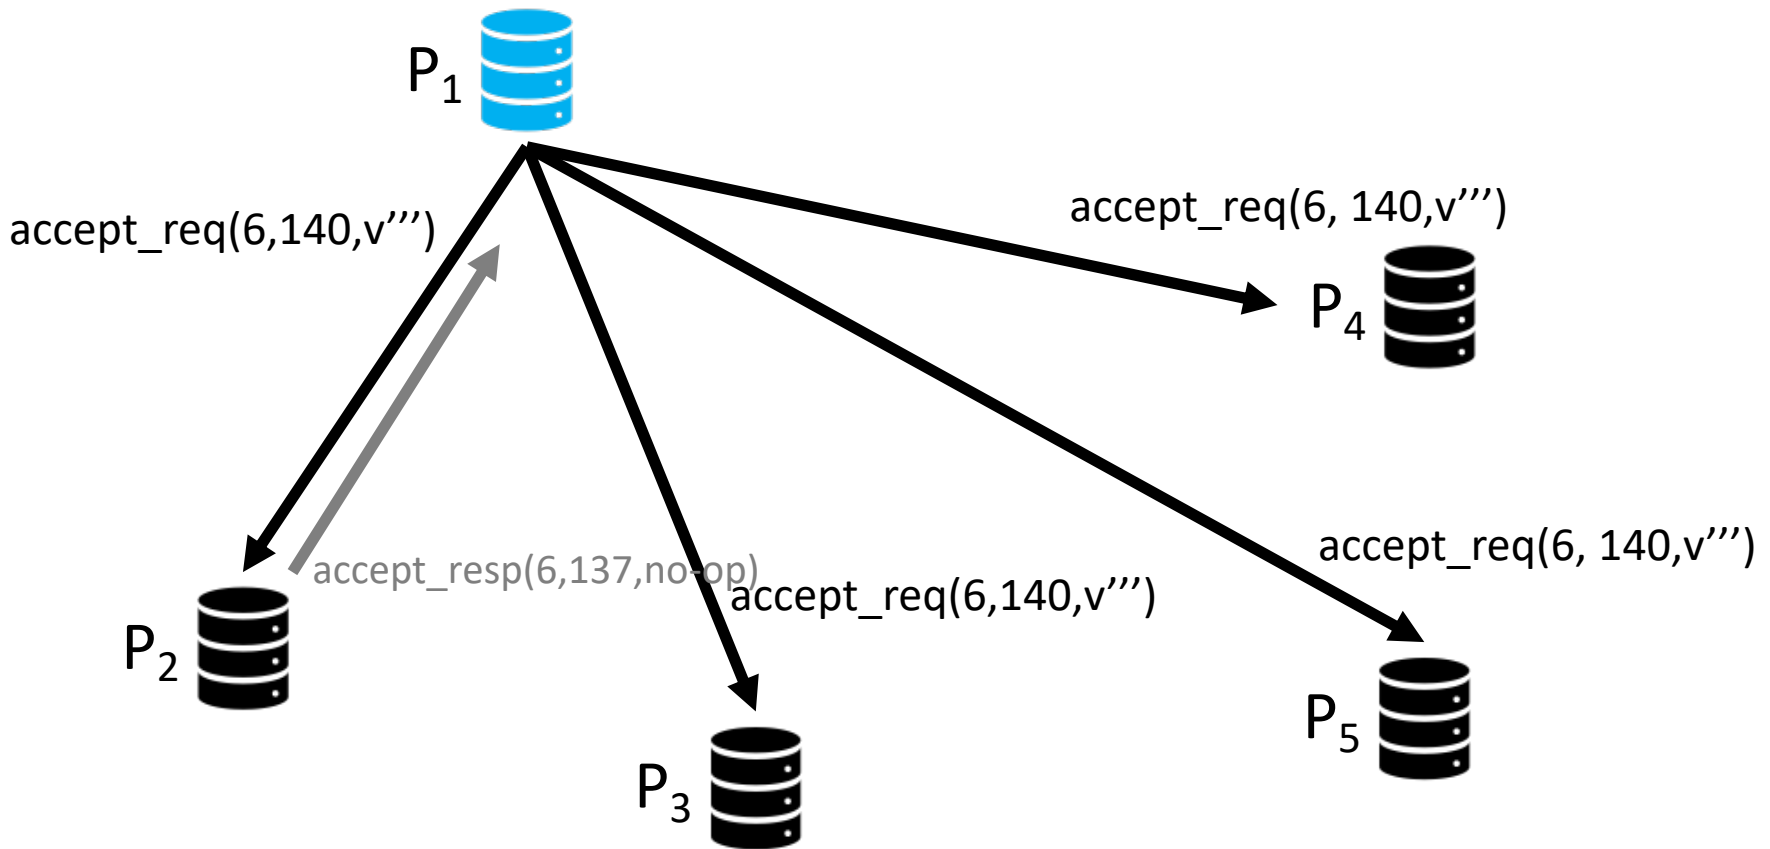 P1
accept_req(6, 140,v’’’)
accept_req(6,140,v’’’)
P4
accept_req(6, 140,v’’’)
accept_resp(6,137,no-op)
accept_req(6,140,v’’’)
P2
P5
P3